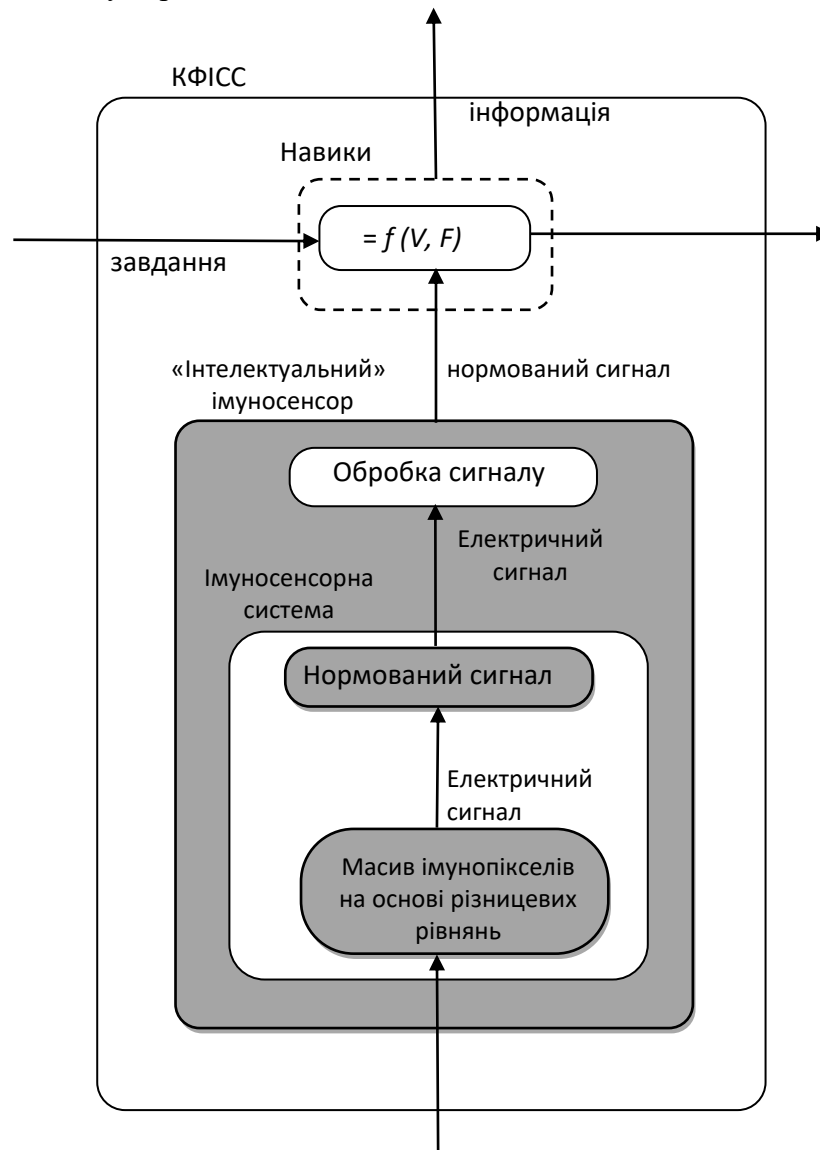 КФІСС
інформація
Навики
= f (V, F)
завдання
«Інтелектуальний»
імуносенсор
нормований сигнал
Обробка сигналу
Електричний
сигнал
Імуносенсорна
система
Нормований сигнал
Електричний
сигнал
Масив імунопікселів
на основі різницевих
рівнянь